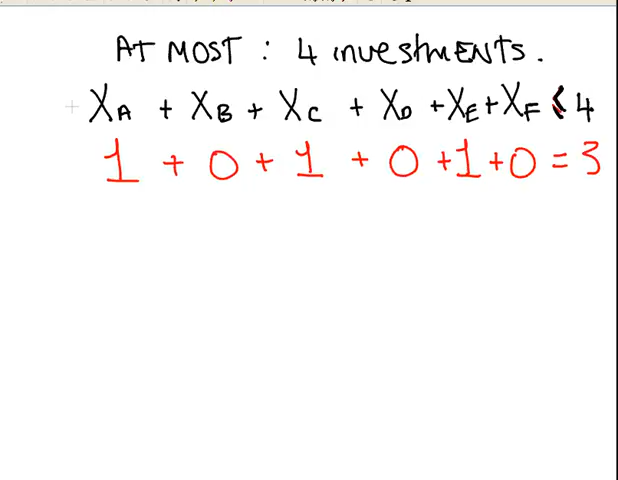 AT MOST : 4 investMENTS.
XA + XB + XC + XD + XE + XF ≤ 4
1 + 0 + 1 + 0 + 1 + 0 = 3